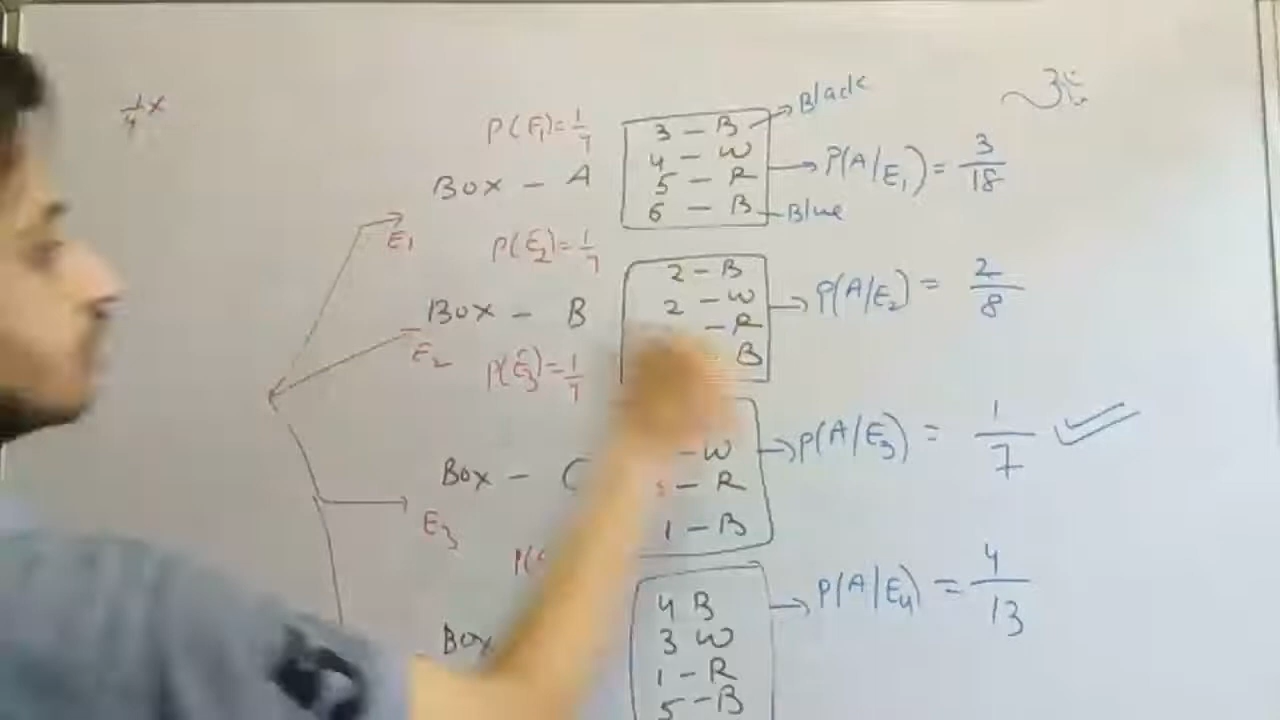 1/4 x
P(E₁)=1/4
Box - A
3 - B → Black
4 - W
5 - R
6 - B - Blue
→ P(A/E₁) = 3/18
E₁
P(E₂)=1/4
Box - B
2 - B
2 - W
- R
B
→ P(A/E₂) = 2/8
E₂
P(E₃)=1/4
Box - C
- W
- R
1 - B
→ P(A/E₃) = 1/7
E₃
Box
4 B
3 W
1 - R
5 - B
→ P(A/E₄) = 4/13